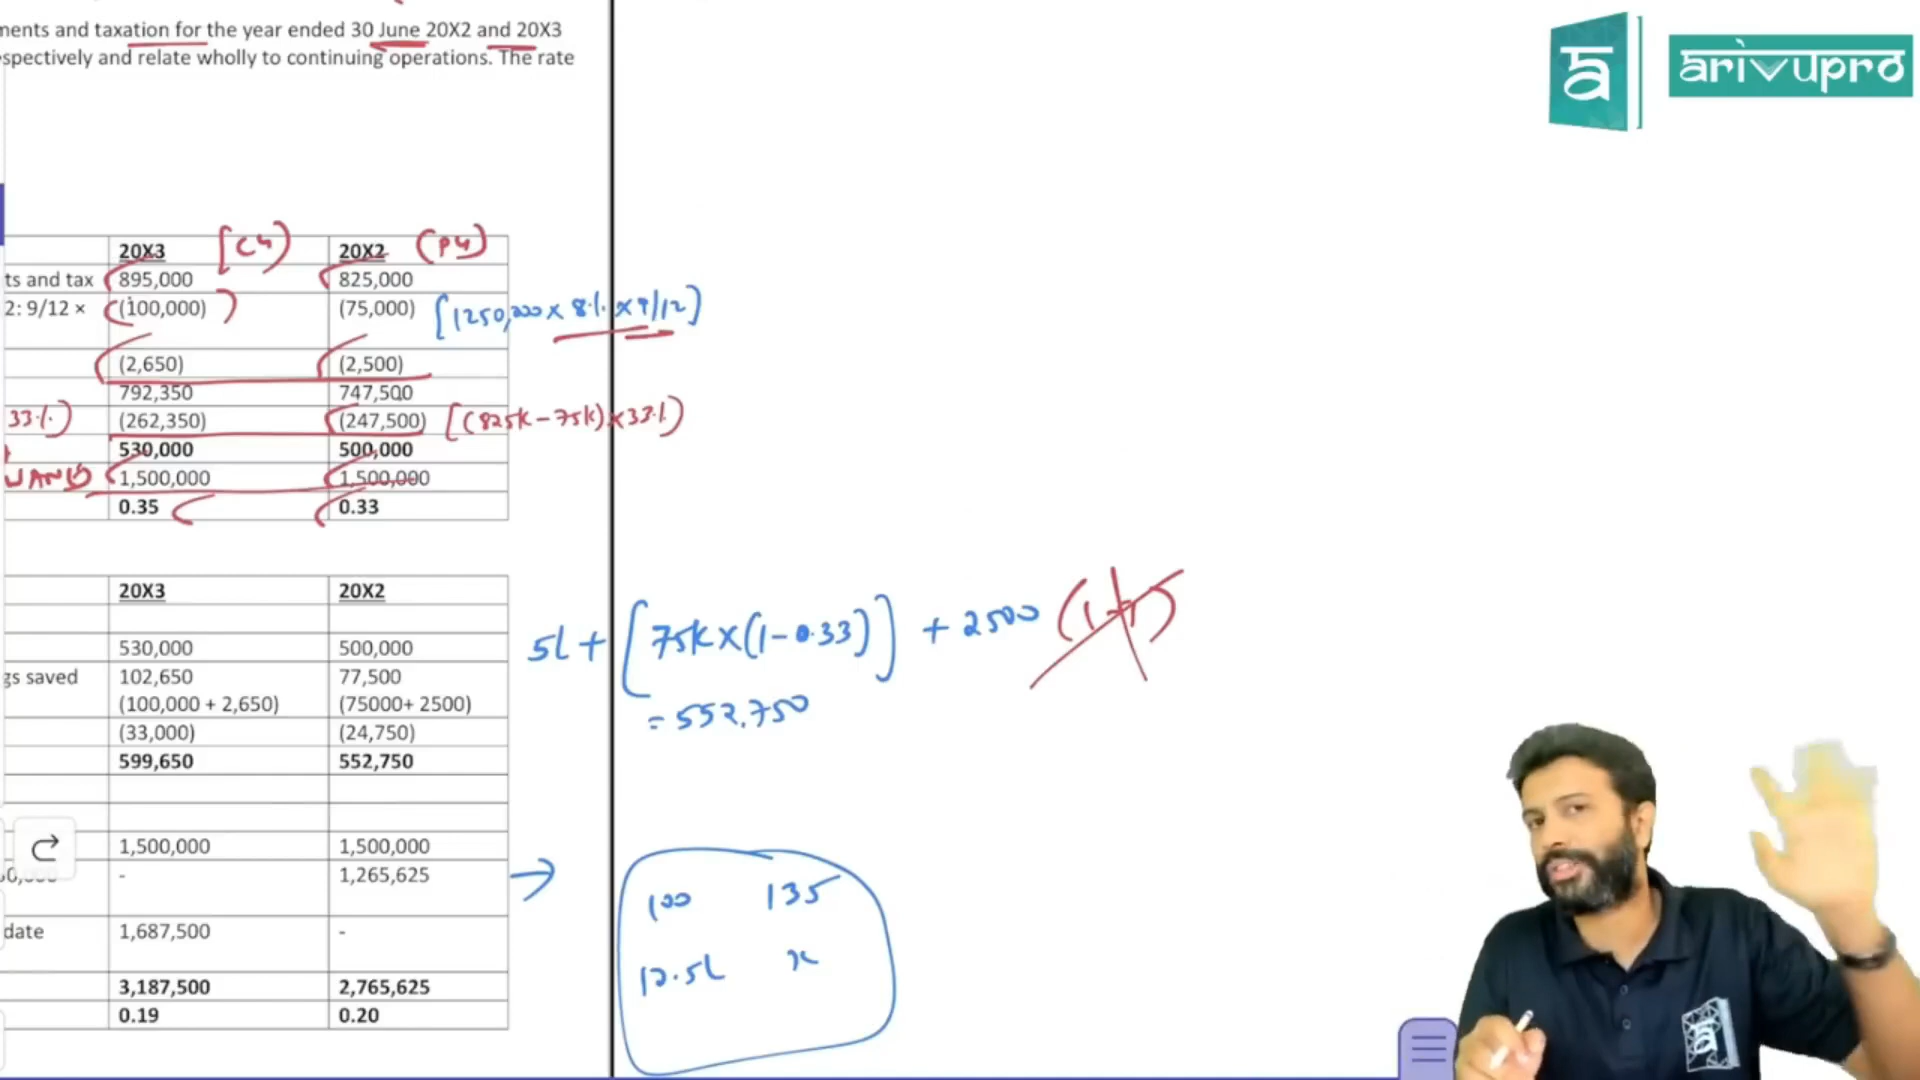 ments and taxation for the year ended 30 June 20X2 and 20X3
spectively and relate wholly to continuing operations. The rate
arivupro
20X3 [C4) 20X2 (P4)
ts and tax 895,000 825,000
2: 9/12 × (100,000) (75,000) [1250,000 × 8% × 9/12]
(2,650) (2,500)
792,350 747,500
33%) (262,350) (247,500) [(825k-75k)×33%)
530,000 500,000
1,500,000 1,500,000
0.35 0.33
20X3 20X2
530,000 500,000
gs saved 102,650 77,500
(100,000 + 2,650) (75000+ 2500)
(33,000) (24,750)
599,650 552,750
5L + [75k×(1-0.33)] + 2500
= 552,750
1,500,000 1,500,000
- 1,265,625 →
date 1,687,500 -
3,187,500 2,765,625
0.19 0.20
100 135
12.5L x